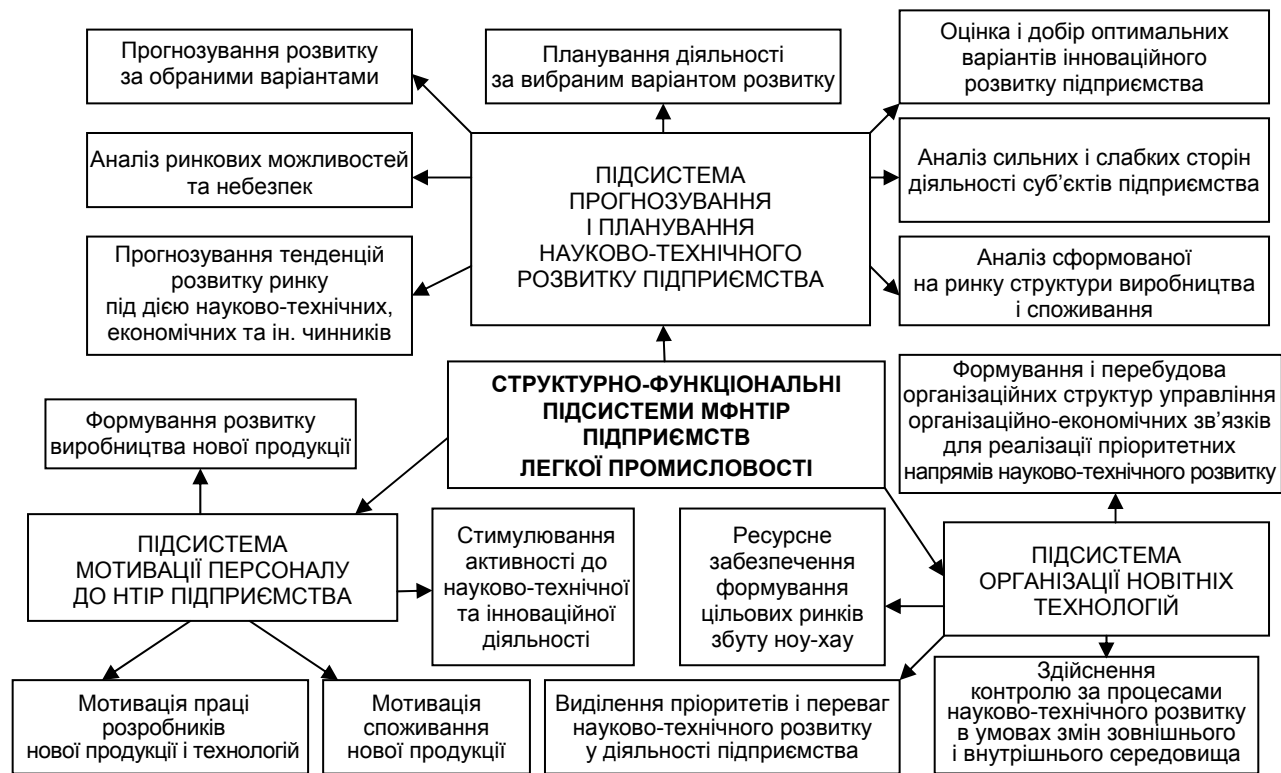 Прогнозування розвитку
за обраними варіантами
Планування діяльності
за вибраним варіантом розвитку
Оцінка і добір оптимальних
варіантів інноваційного
розвитку підприємства
Аналіз ринкових можливостей
та небезпек
ПІДСИСТЕМА
ПРОГНОЗУВАННЯ
І ПЛАНУВАННЯ
НАУКОВО-ТЕХНІЧНОГО
РОЗВИТКУ ПІДПРИЄМСТВА
Аналіз сильних і слабких сторін
діяльності суб’єктів підприємства
Прогнозування тенденцій
розвитку ринку
під дією науково-технічних,
економічних та ін. чинників
Аналіз сформованої
на ринку структури виробництва
і споживання
СТРУКТУРНО-ФУНКЦІОНАЛЬНІ
ПІДСИСТЕМИ МФНТІР
ПІДПРИЄМСТВ
ЛЕГКОЇ ПРОМИСЛОВОСТІ
Формування і перебудова
організаційних структур управління
організаційно-економічних зв’язків
для реалізації пріоритетних
напрямів науково-технічного розвитку
Формування розвитку
виробництва нової продукції
ПІДСИСТЕМА
МОТИВАЦІЇ ПЕРСОНАЛУ
ДО НТІР ПІДПРИЄМСТВА
Стимулювання
активності до
науково-технічної
та інноваційної
діяльності
Ресурсне
забезпечення
формування
цільових ринків
збуту ноу-хау
ПІДСИСТЕМА
ОРГАНІЗАЦІЇ НОВІТНІХ
ТЕХНОЛОГІЙ
Мотивація праці
розробників
нової продукції і технологій
Мотивація
споживання
нової продукції
Виділення пріоритетів і переваг
науково-технічного розвитку
у діяльності підприємства
Здійснення
контролю за процесами
науково-технічного розвитку
в умовах змін зовнішнього
і внутрішнього середовища